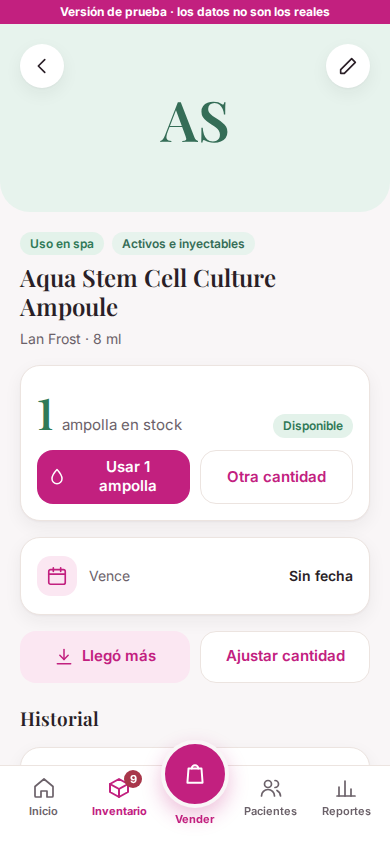 Versión de prueba · los datos no son los reales
AS
Uso en spa
Activos e inyectables
Aqua Stem Cell Culture
Ampoule
Lan Frost · 8 ml
1 ampolla en stock
Disponible
Usar 1
ampolla
Otra cantidad
Vence
Sin fecha
Llegó más
Ajustar cantidad
Historial
9
Inicio
Inventario
Vender
Pacientes
Reportes